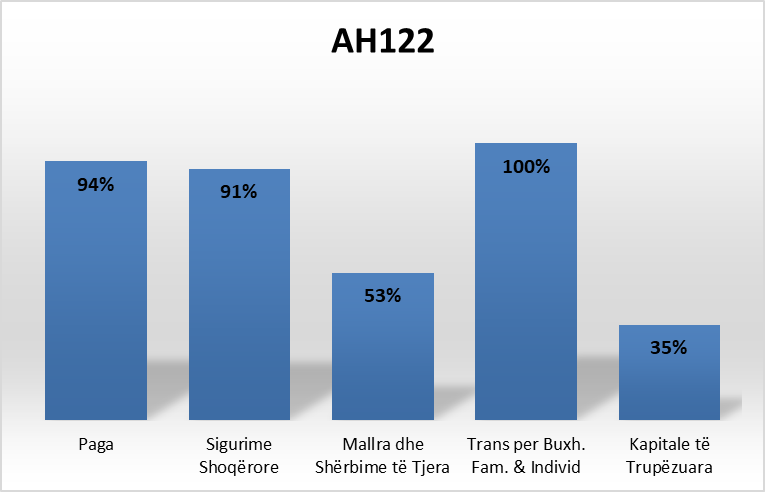 AH122
94%
91%
53%
100%
35%
Paga
Sigurime
Shoqërore
Mallra dhe
Shërbime të Tjera
Trans per Buxh.
Fam. & Individ
Kapitale të
Trupëzuara